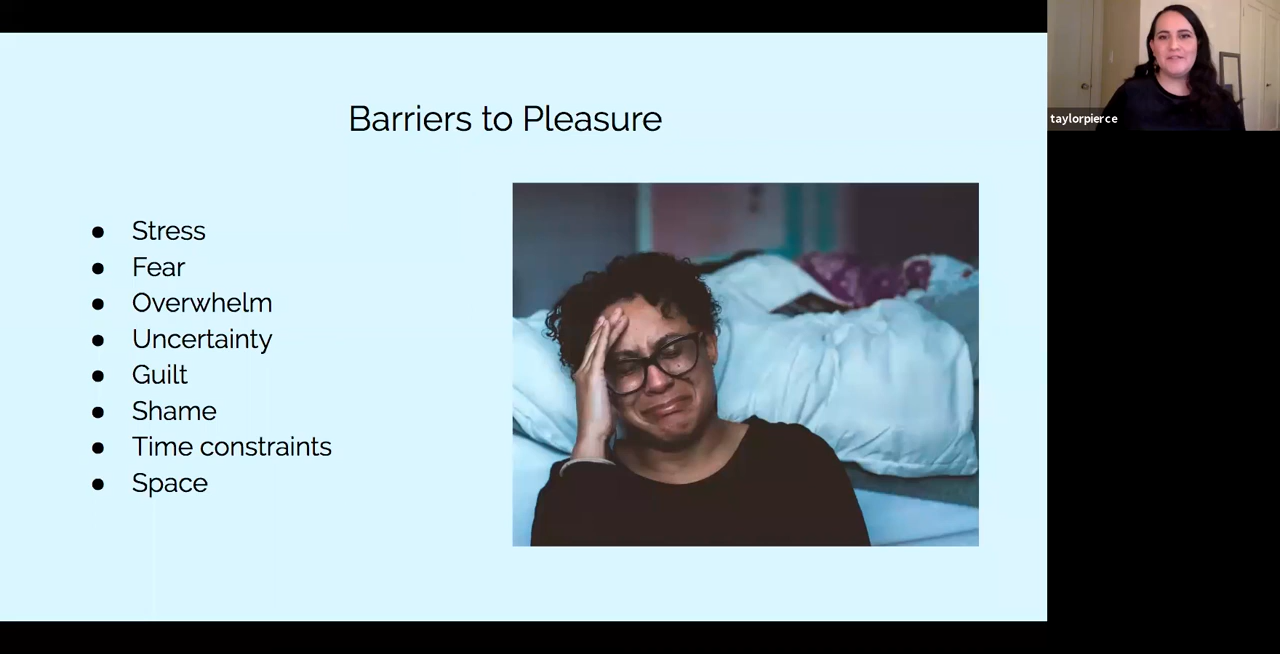 Barriers to Pleasure
● Stress
● Fear
● Overwhelm
● Uncertainty
● Guilt
● Shame
● Time constraints
● Space
taylorpierce